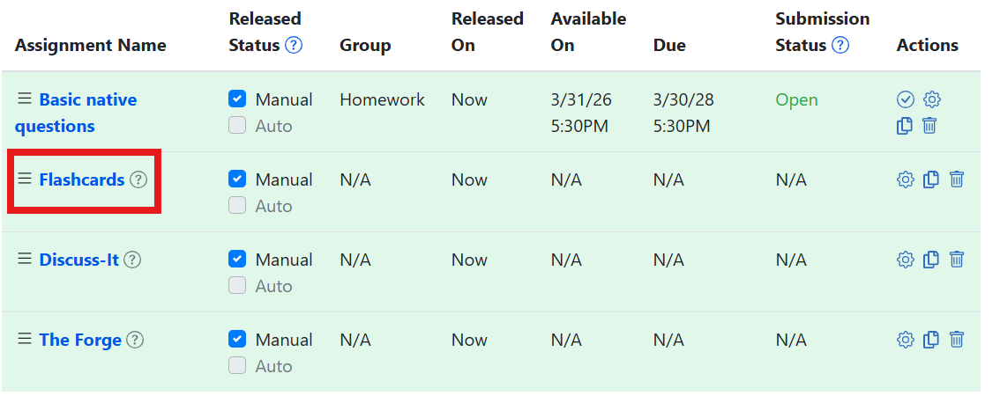 Assignment Name Released Status Group Released On Available On Due Submission Status Actions
Basic native questions Manual Auto Homework Now 3/31/26 5:30PM 3/30/28 5:30PM Open
Flashcards Manual Auto N/A Now N/A N/A N/A
Discuss-It Manual Auto N/A Now N/A N/A N/A
The Forge Manual Auto N/A Now N/A N/A N/A